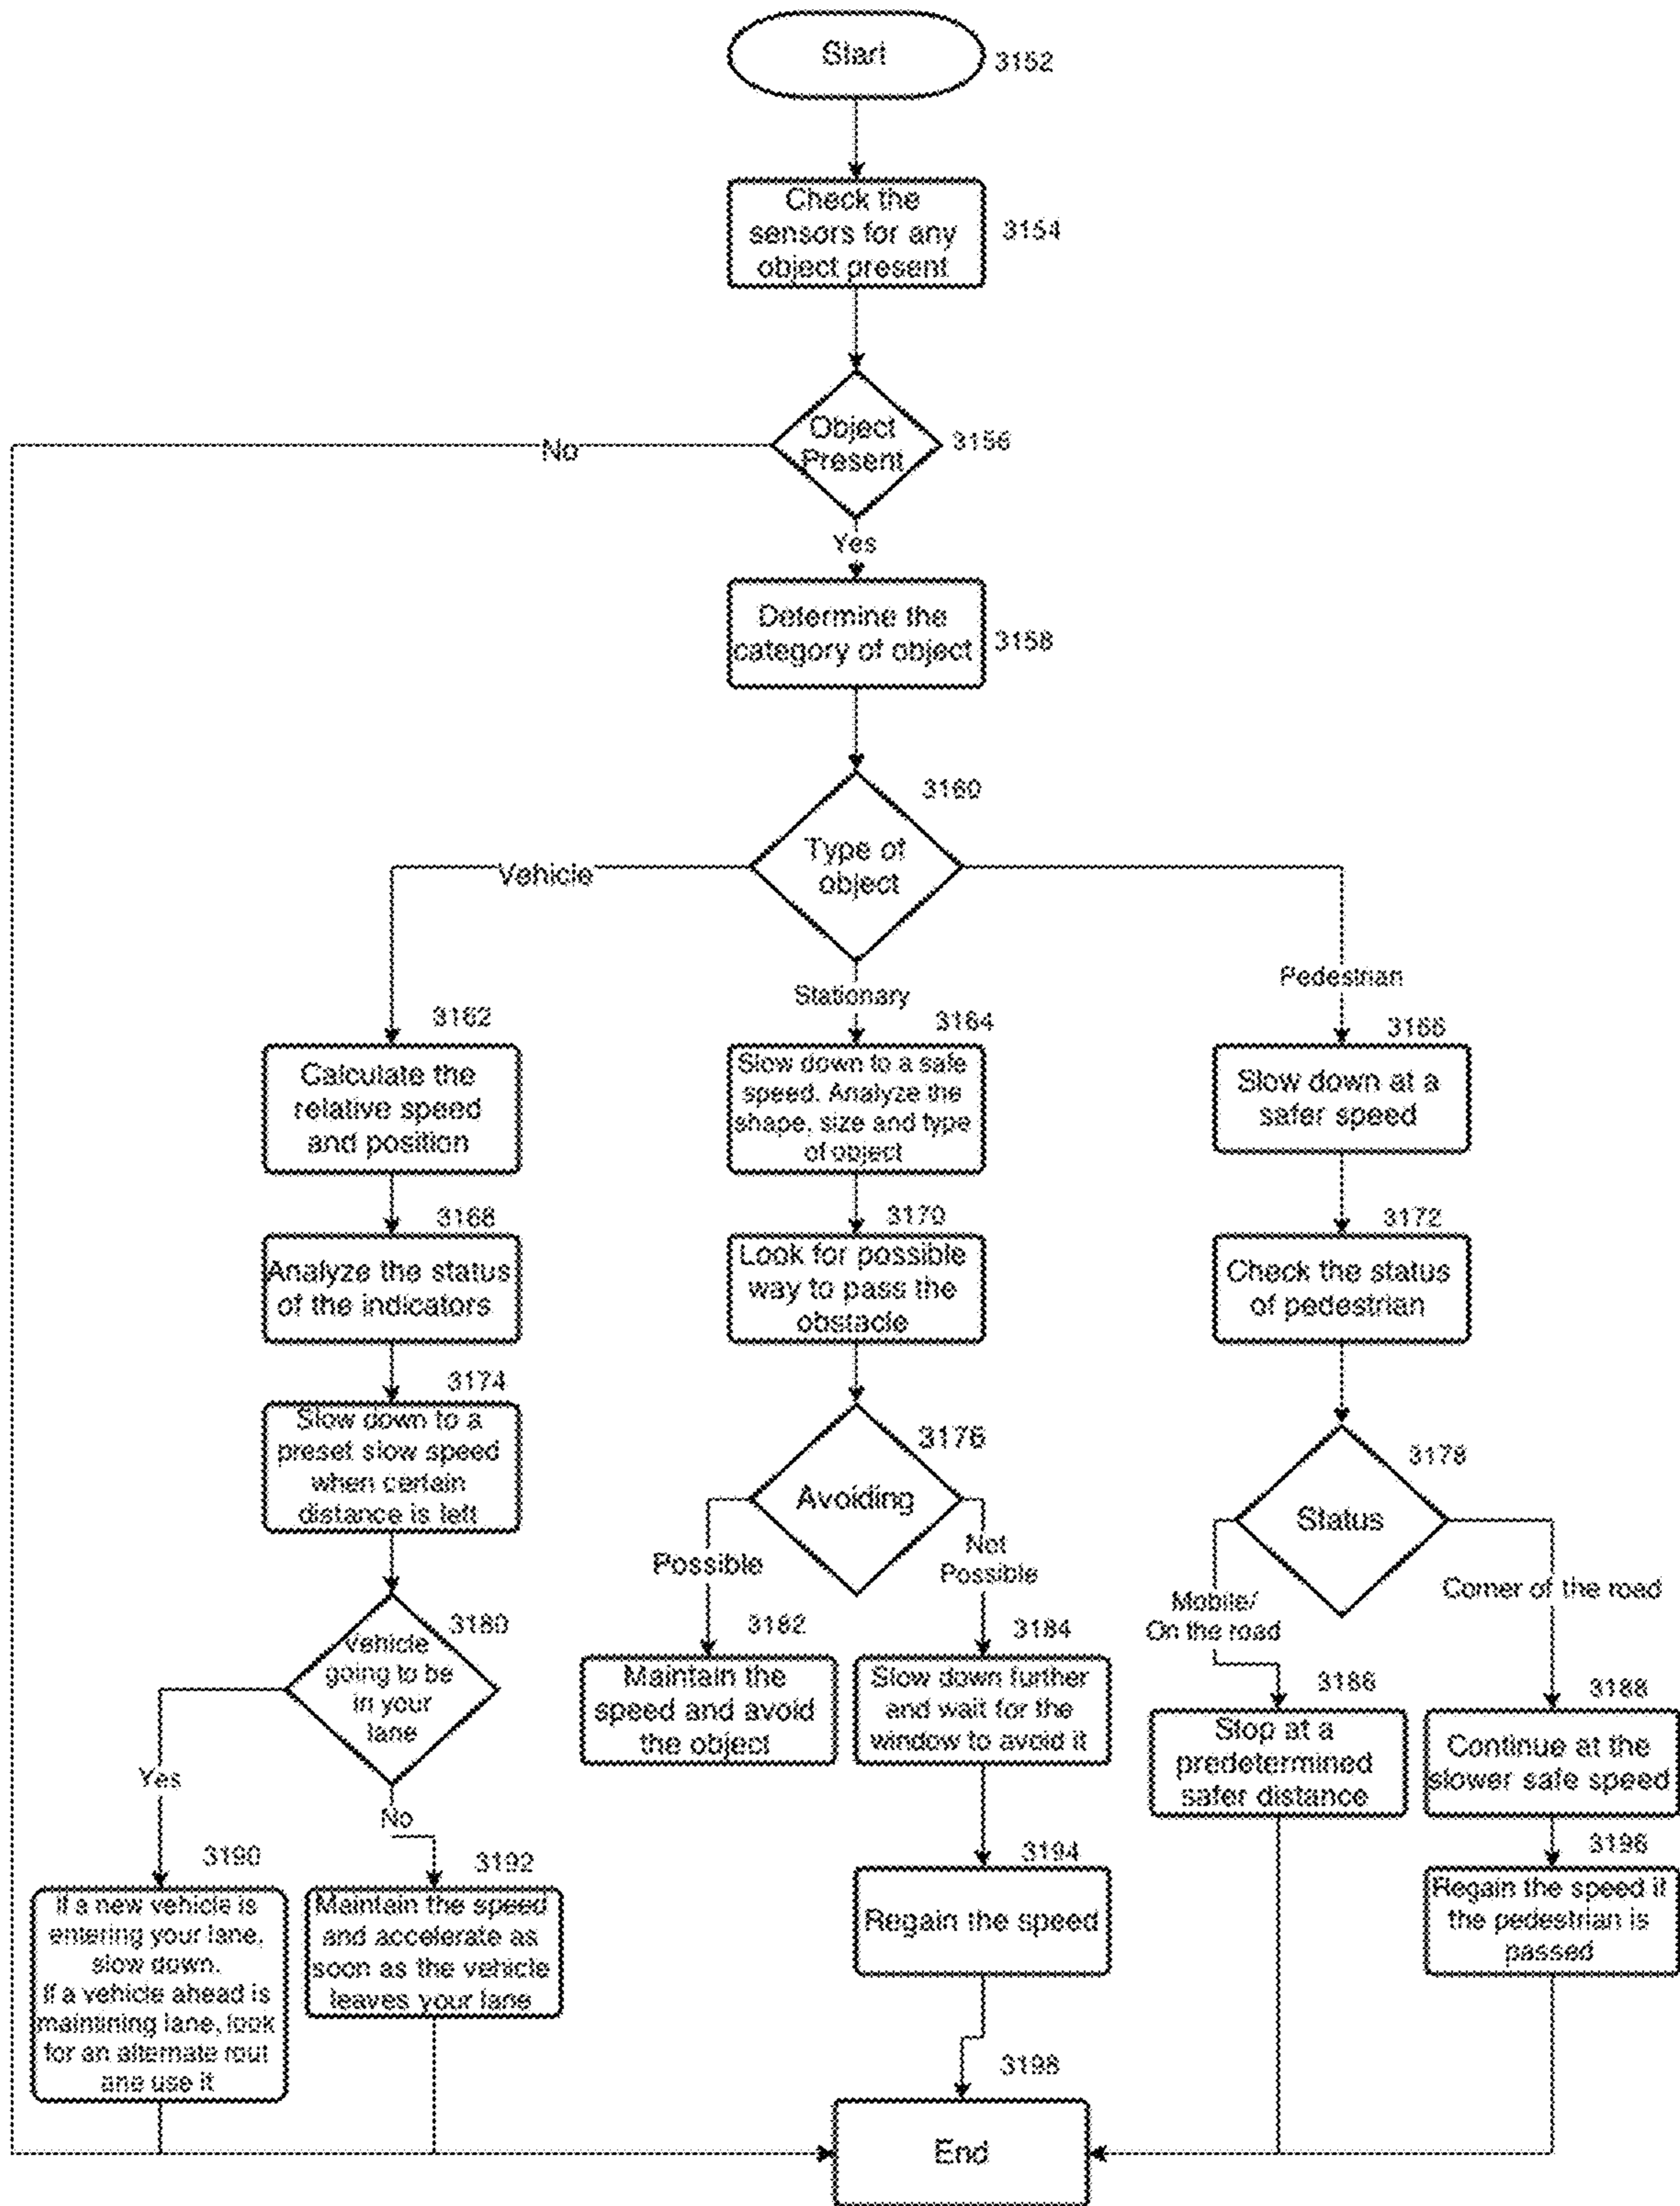 Start
3152
Check the
sensors for any
object present
3154
Object
Present
3156
No
Yes
Determine the
category of object
3158
3160
Type of
object
Vehicle
Stationary
Pedestrian
3162
Calculate the
relative speed
and position
3164
Slow down to a safe
speed. Analyze the
shape, size and type
of object
3166
Slow down at a
safer speed
3168
Analyze the status
of the indicators
3170
Look for possible
way to pass the
obstacle
3172
Check the status
of pedestrian
3174
Slow down to a
preset slow speed
when certain
distance is left
3176
Avoiding
3178
Status
Possible
Not
Possible
Mobile/
On the road
Corner of the road
3180
vehicle
going to be
in your
lane
3182
Maintain the
speed and avoid
the object
3184
Slow down further
and wait for the
window to avoid it
3186
Stop at a
predetermined
safer distance
3188
Continue at the
slower safe speed
Yes
No
3190
If a new vehicle is
entering your lane,
slow down.
If a vehicle ahead is
maintining lane, look
for an alternate rout
ane use it
3192
Maintain the speed
and accelerate as
soon as the vehicle
leaves your lane
3194
Regain the speed
3196
Regain the speed if
the pedestrian is
passed
3198
End